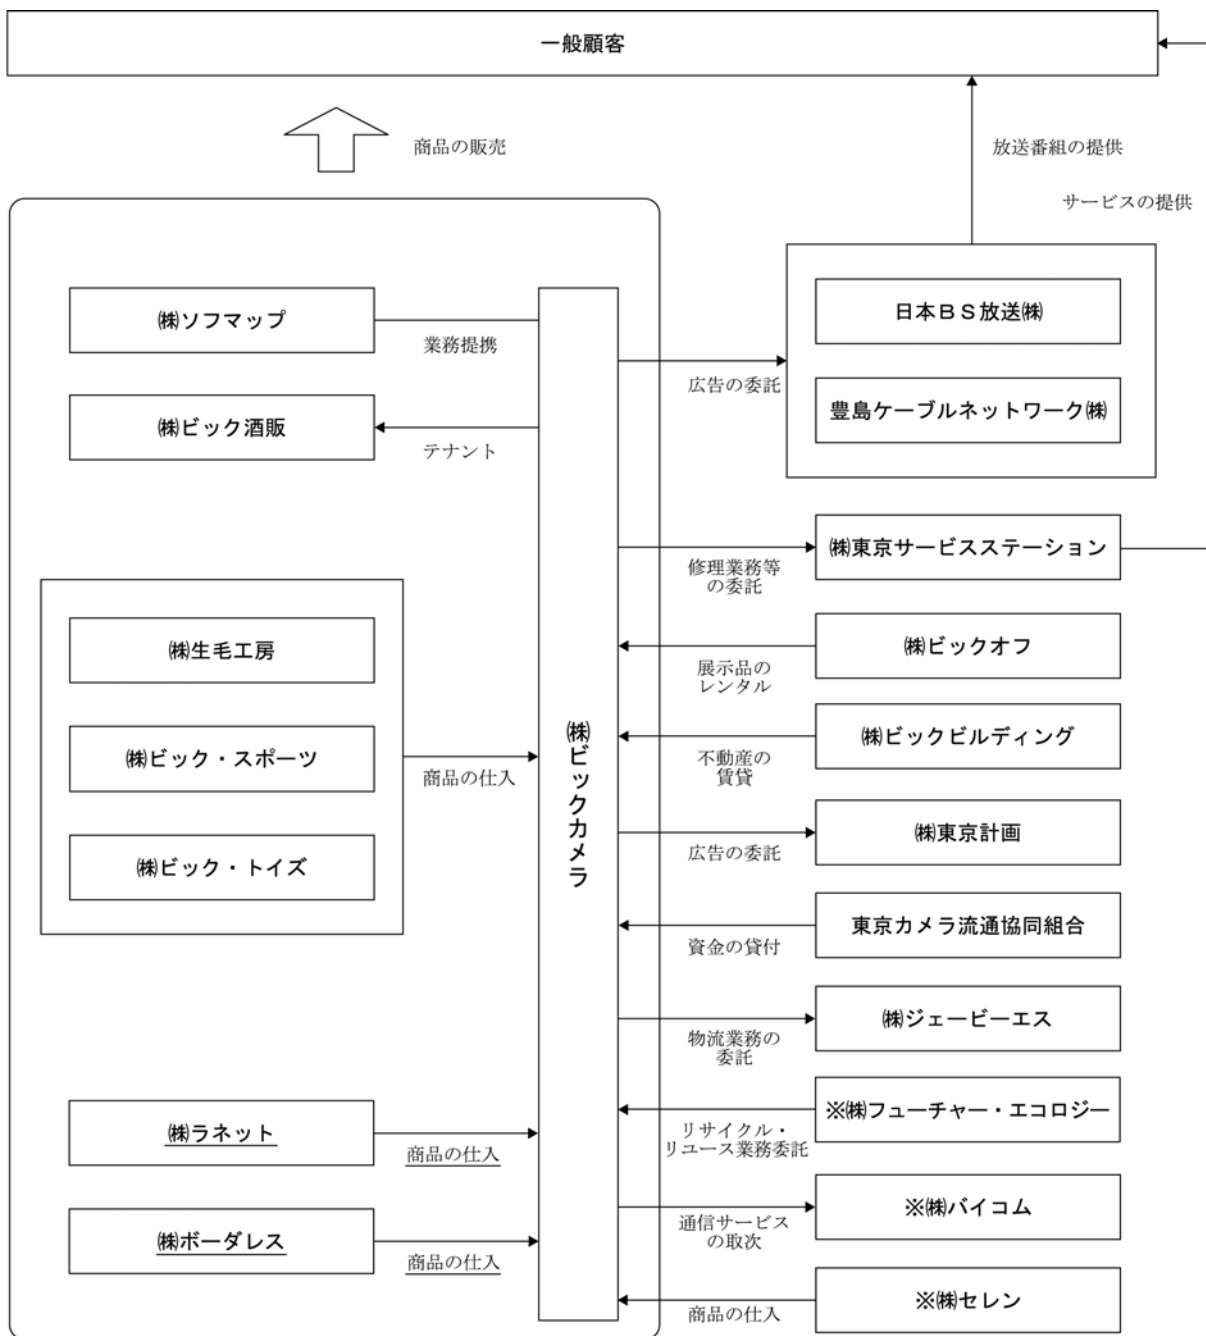 一般顧客
商品の販売
放送番組の提供
サービスの提供
㈱ソフマップ
業務提携
㈱ビック酒販
テナント
㈱生毛工房
㈱ビック・スポーツ
㈱ビック・トイズ
商品の仕入
㈱ラネット
商品の仕入
㈱ボーダレス
商品の仕入
㈱ビックカメラ
日本ＢＳ放送㈱
豊島ケーブルネットワーク㈱
広告の委託
㈱東京サービスステーション
修理業務等
の委託
㈱ビックオフ
展示品の
レンタル
㈱ビックビルディング
不動産の
賃貸
㈱東京計画
広告の委託
東京カメラ流通協同組合
資金の貸付
㈱ジェービーエス
物流業務の
委託
※㈱フューチャー・エコロジー
リサイクル・
リユース業務委託
※㈱バイコム
通信サービス
の取次
※㈱セレン
商品の仕入